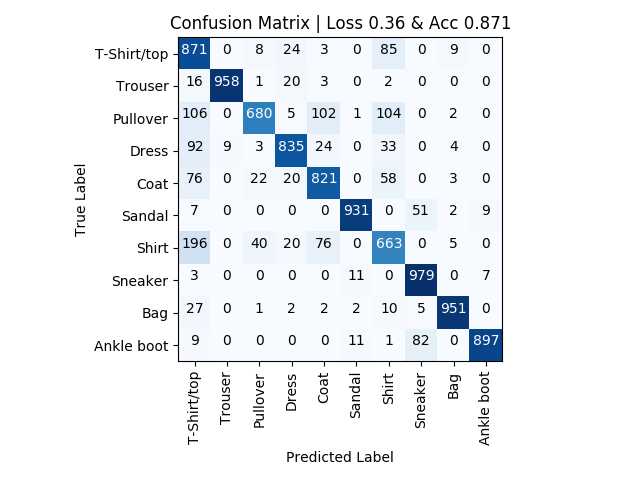 Confusion Matrix | Loss 0.36 & Acc 0.871
T-Shirt/top 871 0 8 24 3 0 85 0 9 0
Trouser 16 958 1 20 3 0 2 0 0 0
Pullover 106 0 680 5 102 1 104 0 2 0
Dress 92 9 3 835 24 0 33 0 4 0
Coat 76 0 22 20 821 0 58 0 3 0
Sandal 7 0 0 0 0 931 0 51 2 9
Shirt 196 0 40 20 76 0 663 0 5 0
Sneaker 3 0 0 0 0 11 0 979 0 7
Bag 27 0 1 2 2 2 10 5 951 0
Ankle boot 9 0 0 0 0 11 1 82 0 897
True Label
T-Shirt/top
Trouser
Pullover
Dress
Coat
Sandal
Shirt
Sneaker
Bag
Ankle boot
Predicted Label